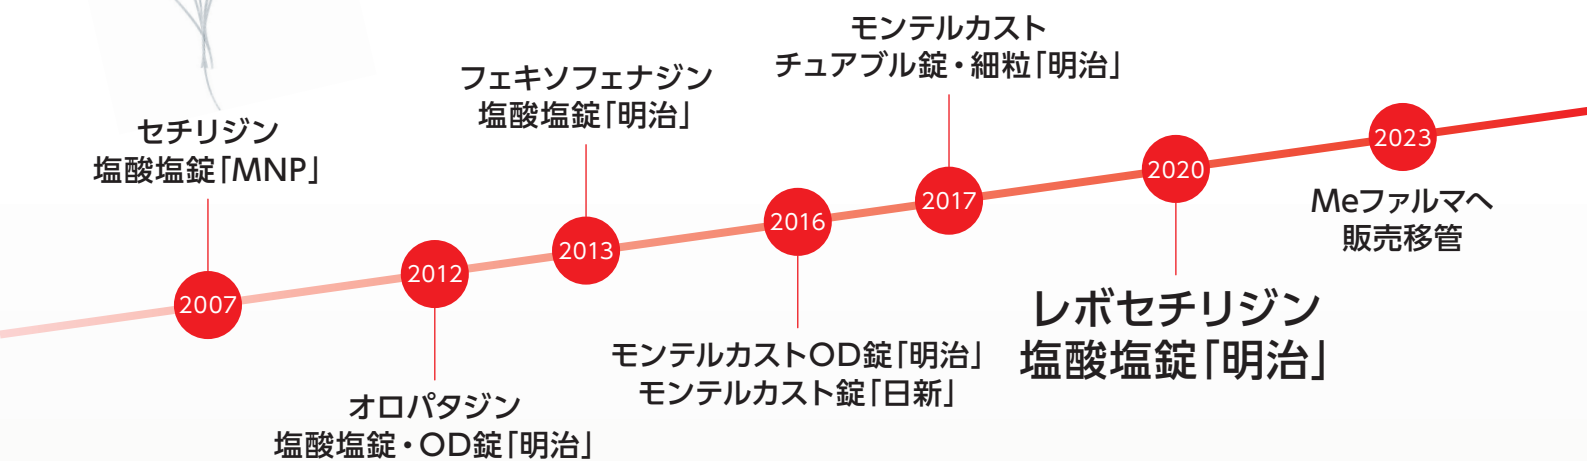 セチリジン
塩酸塩錠「MNP」
2007
2012
オロパタジン
塩酸塩錠・OD錠「明治」
フェキソフェナジン
塩酸塩錠「明治」
2013
2016
モンテルカストOD錠「明治」
モンテルカスト錠「日新」
モンテルカスト
チュアブル錠・細粒「明治」
2017
2020
レボセチリジン
塩酸塩錠「明治」
2023
Meファルマへ
販売移管